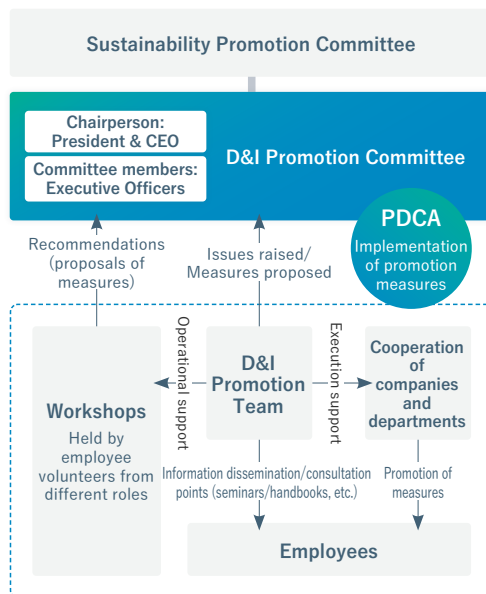 Sustainability Promotion Committee
Chairperson:
President & CEO
Committee members:
Executive Officers
D&I Promotion Committee
PDCA
Implementation
of promotion
measures
Recommendations
(proposals of
measures)
Issues raised/
Measures proposed
Workshops
Held by
employee
volunteers from
different roles
Operational support
D&I
Promotion
Team
Execution support
Cooperation
of
companies
and
departments
Information dissemination/consultation
points (seminars/handbooks, etc.)
Promotion of
measures
Employees